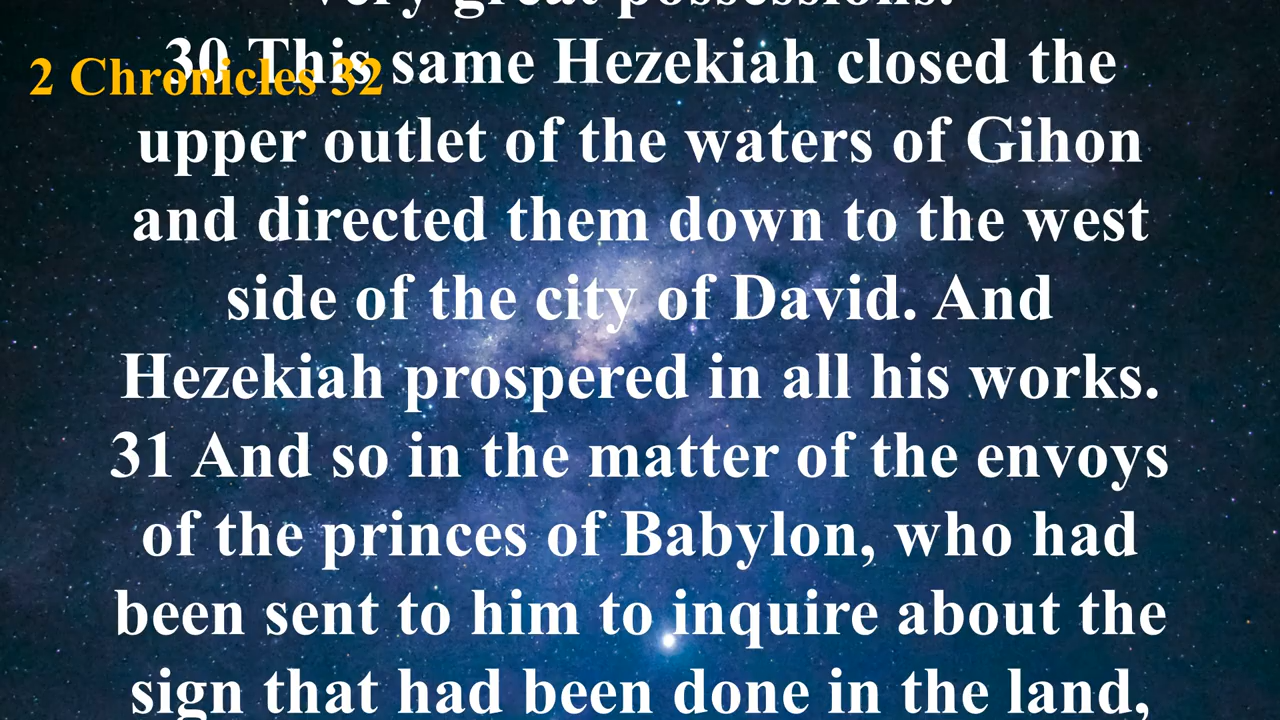 very great possessions.
30 This same Hezekiah closed the
2 Chronicles 32
upper outlet of the waters of Gihon
and directed them down to the west
side of the city of David. And
Hezekiah prospered in all his works.
31 And so in the matter of the envoys
of the princes of Babylon, who had
been sent to him to inquire about the
sign that had been done in the land,